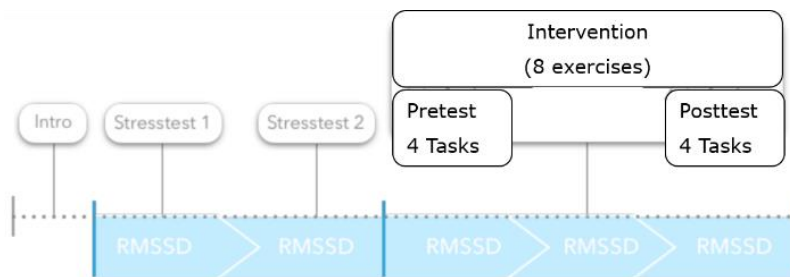 Intervention
(8 exercises)
Pretest
4 Tasks
Posttest
4 Tasks
Intro
Stresstest 1
Stresstest 2
RMSSD
RMSSD
RMSSD
RMSSD
RMSSD